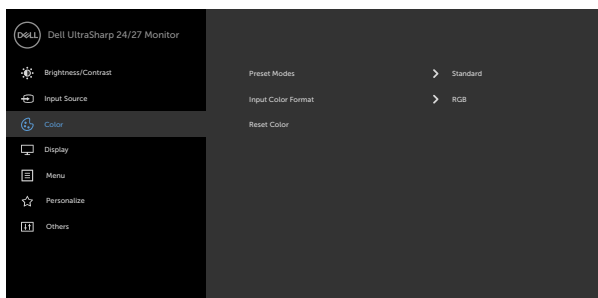 DELL Dell UltraSharp 24/27 Monitor
Brightness/Contrast
Preset Modes Standard
Input Source
Input Color Format RGB
Color
Reset Color
Display
Menu
Personalize
Others